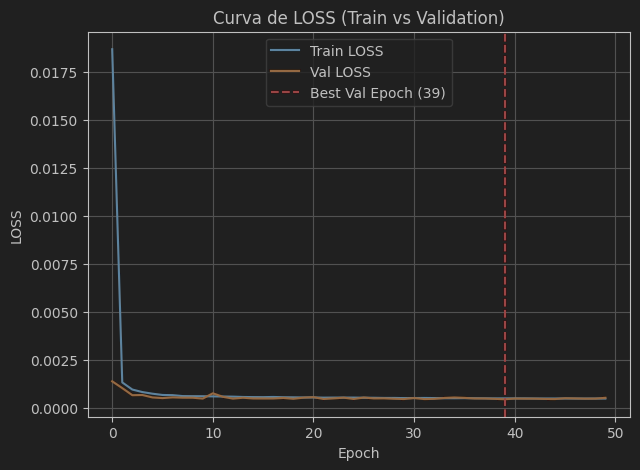 Curva de LOSS (Train vs Validation)
Train LOSS
Val LOSS
Best Val Epoch (39)
LOSS
0.0175
0.0150
0.0125
0.0100
0.0075
0.0050
0.0025
0.0000
0 10 20 30 40 50
Epoch